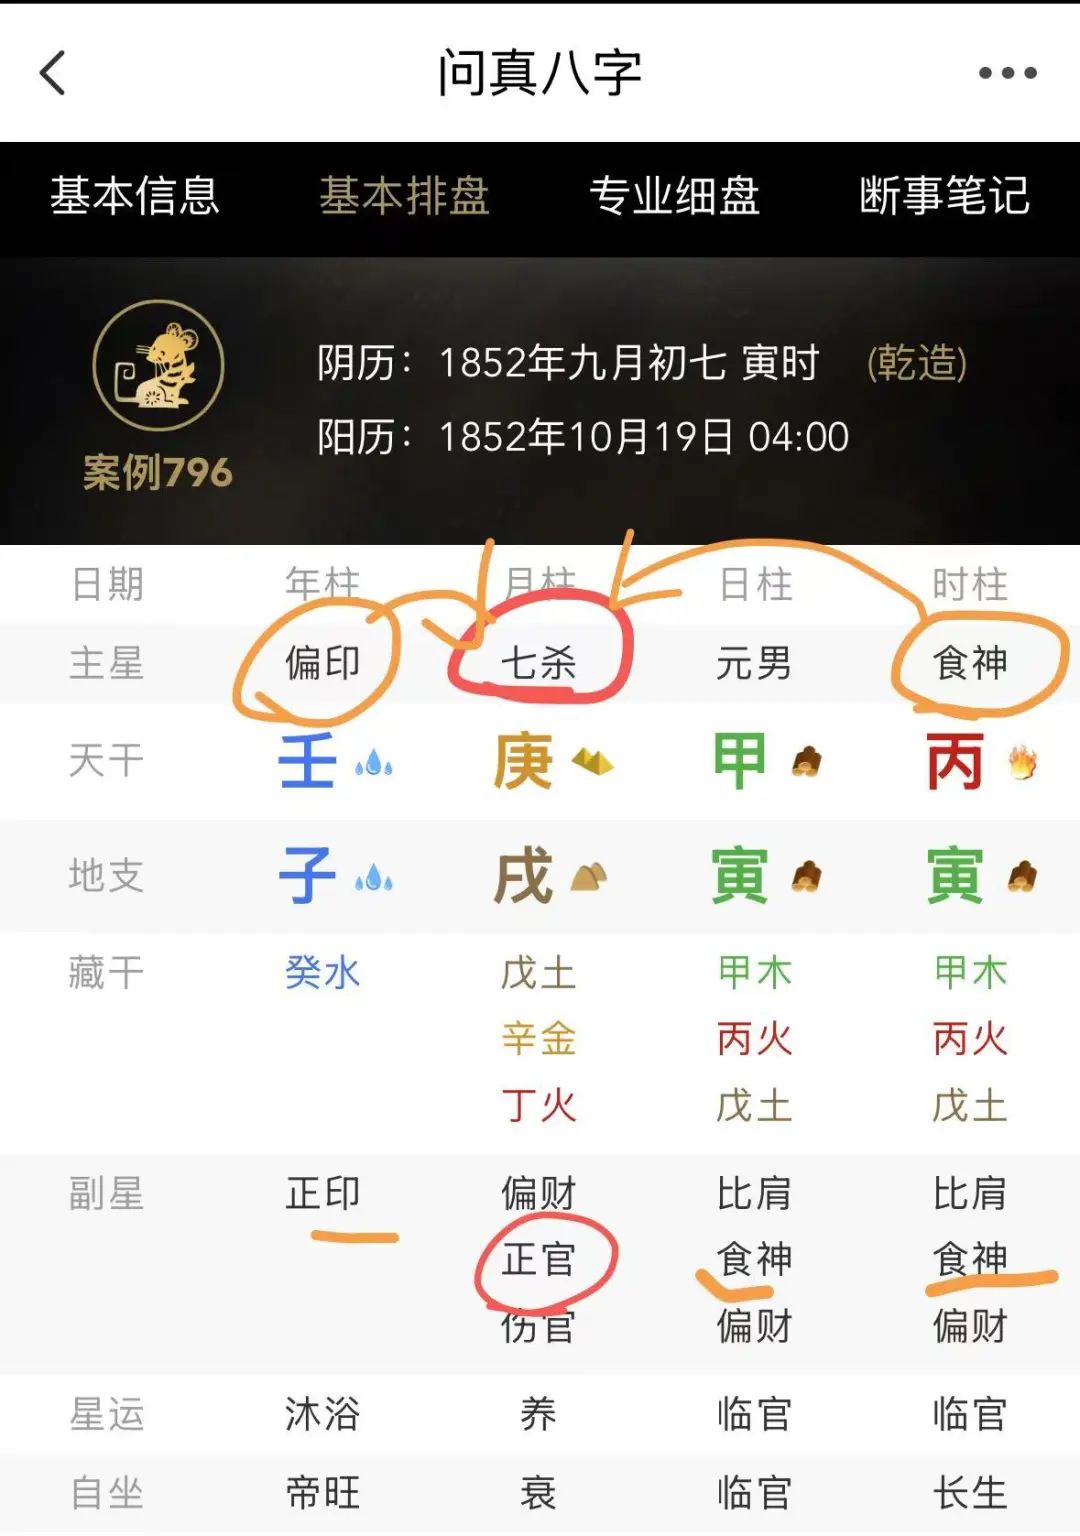 问真八字
基本信息 基本排盘 专业细盘 断事笔记
阴历：1852年九月初七 寅时 (乾造)
阳历：1852年10月19日 04:00
案例796
日期 年柱 月柱 日柱 时柱
主星 偏印 七杀 元男 食神
天干 壬 庚 甲 丙
地支 子 戌 寅 寅
藏干 癸水 戊土 甲木 甲木
辛金 丙火 丙火
丁火 戊土 戊土
副星 正印 偏财 比肩 比肩
正官 食神 食神
伤官 偏财 偏财
星运 沐浴 养 临官 临官
自坐 帝旺 衰 临官 长生